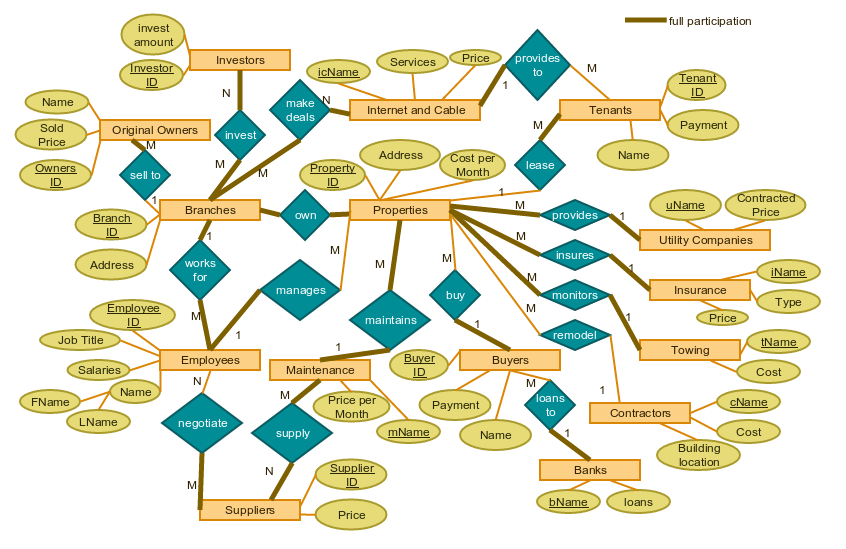 full participation
invest
amount
Investors
Investor
ID
icName
Services
Price
provides
to
M
Tenant
ID
N
make
deals
N
Internet and Cable
1
Tenants
Name
Sold
Price
Owners
ID
Original Owners
M
invest
M
M
Payment
Name
sell to
1
Property
ID
Address
Cost per
Month
M
lease
1
uName
Contracted
Price
Branch
ID
Address
Branches
own
Properties
M
provides
1
Utility Companies
1
works
for
M
M
M
M
insures
1
iName
Type
Insurance
Price
manages
M
buy
M
monitors
1
Employee
ID
M
1
maintains
1
M
remodel
Job Title
Salaries
Name
FName
LName
Employees
1
Maintenance
Buyer
ID
Buyers
tName
Towing
Cost
N
negotiate
M
M
supply
N
Price per
Month
mName
Payment
Name
M
loans
to
1
1
Contractors
cName
Cost
Building
location
Suppliers
Supplier
ID
Price
Banks
bName
loans